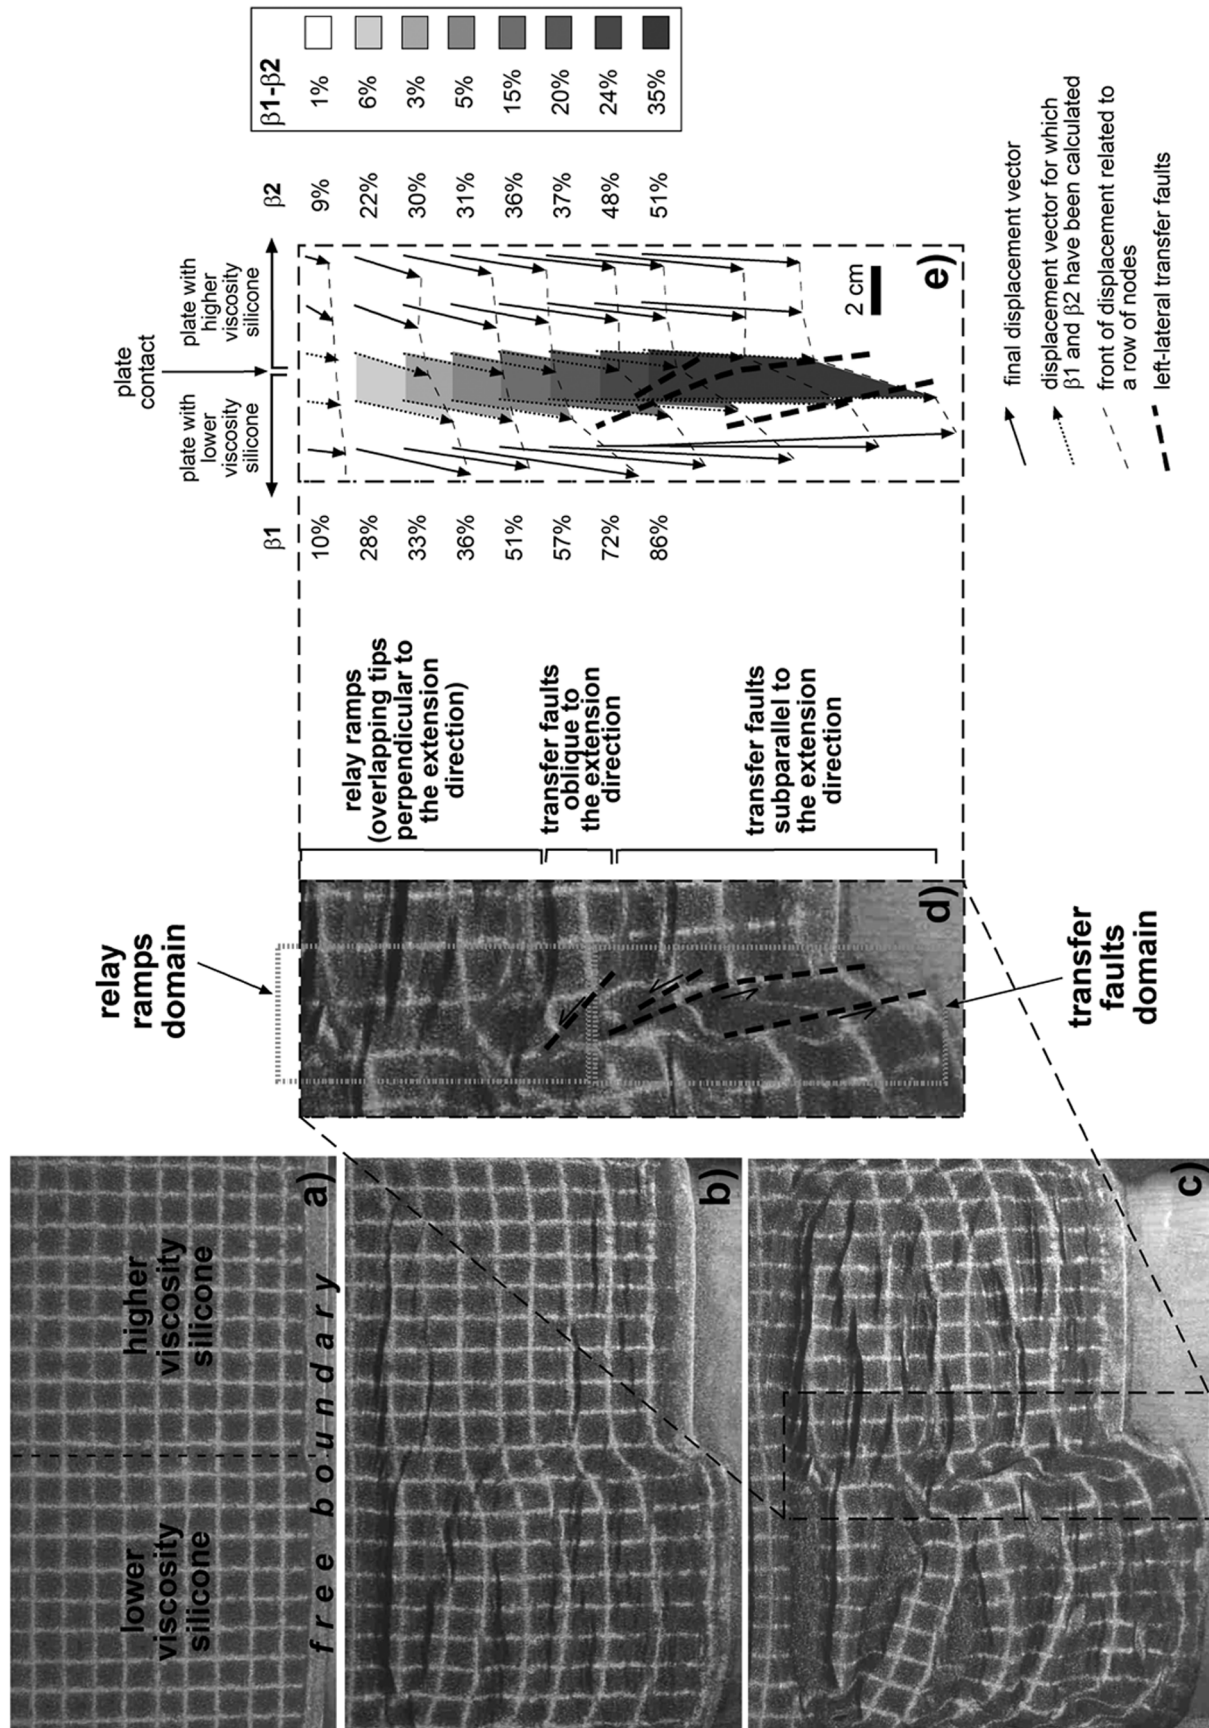 higher
viscosity
silicone
lower
viscosity
silicone
free boundary
a)
b)
c)
relay
ramps
domain
d)
transfer
faults
domain
relay ramps
(overlapping tips
perpendicular to
the extension
direction)
transfer faults
oblique to
the extension
direction
transfer faults
subparallel to
the extension
direction
plate
contact
plate with
lower
viscosity
silicone
plate with
higher
viscosity
silicone
β1
10%
28%
33%
36%
51%
57%
72%
86%
β2
9%
22%
30%
31%
36%
37%
48%
51%
2 cm
e)
β1-β2
1%
6%
3%
5%
15%
20%
24%
35%
final displacement vector
displacement vector for which
β1 and β2 have been calculated
front of displacement related to
a row of nodes
left-lateral transfer faults